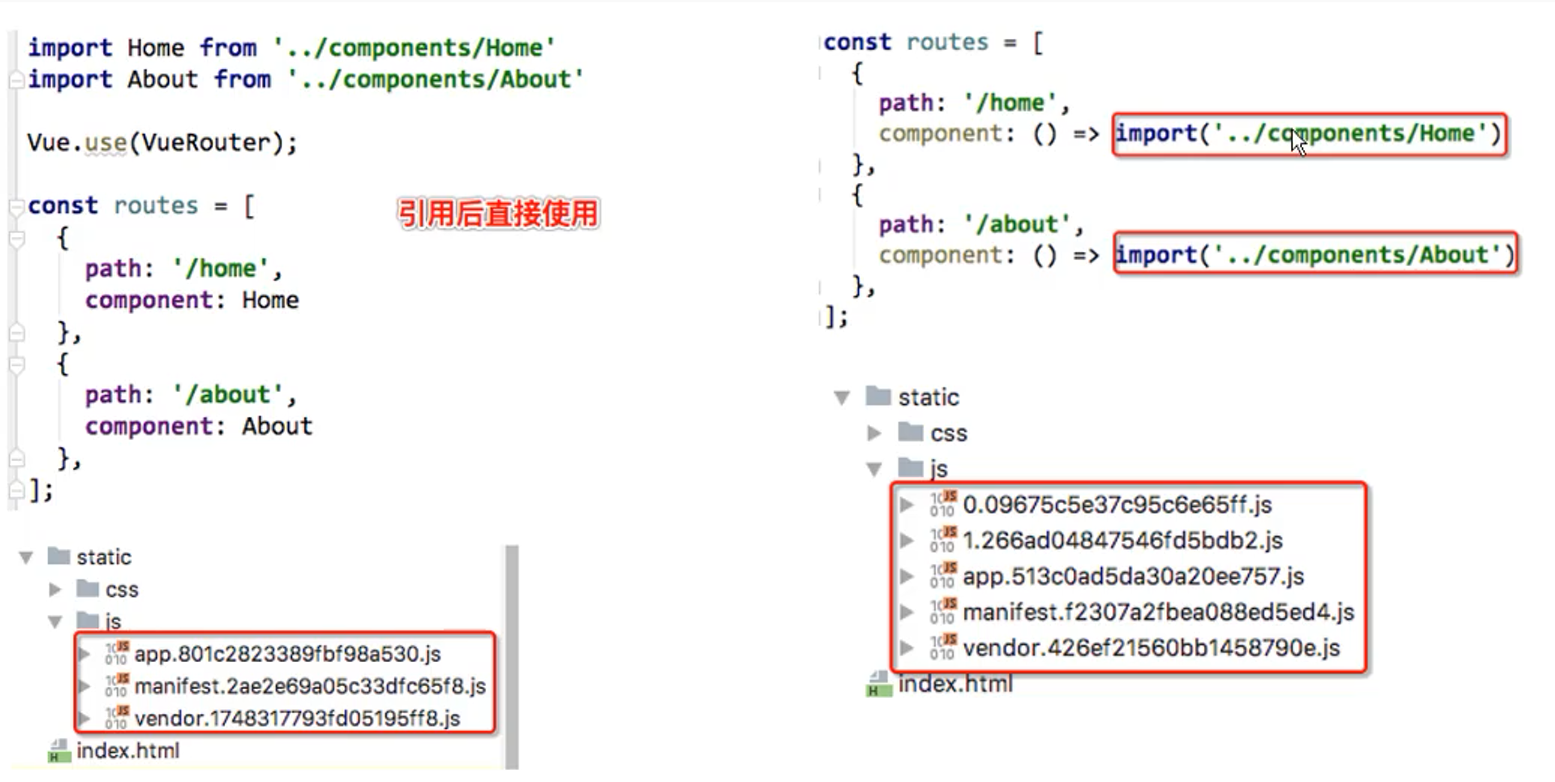 import Home from '../components/Home'
import About from '../components/About'
Vue.use(VueRouter);
const routes = [
{
path: '/home',
component: Home
},
{
path: '/about',
component: About
},
];
引用后直接使用
static
css
js
app.801c2823389fbf98a530.js
manifest.2ae2e69a05c33dfc65f8.js
vendor.1748317793fd05195ff8.js
index.html
const routes = [
{
path: '/home',
component: () => import('../components/Home')
},
{
path: '/about',
component: () => import('../components/About')
},
];
static
css
js
0.09675c5e37c95c6e65ff.js
1.266ad04847546fd5bdb2.js
app.513c0ad5da30a20ee757.js
manifest.f2307a2fbea088ed5ed4.js
vendor.426ef21560bb1458790e.js
index.html